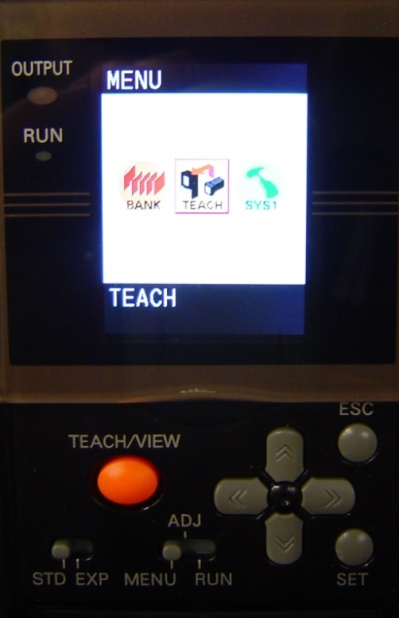 OUTPUT
MENU
RUN
BANK TEACH SYS1
TEACH
ESC
TEACH/VIEW
ADJ
STD EXP MENU RUN SET